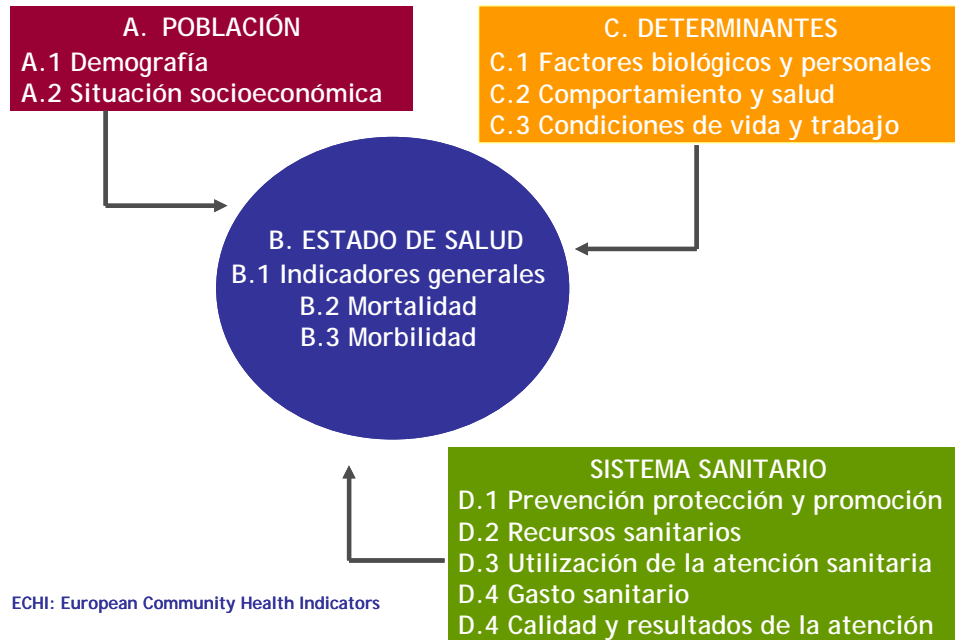 A. POBLACIÓN
A.1 Demografía
A.2 Situación socioeconómica
C. DETERMINANTES
C.1 Factores biológicos y personales
C.2 Comportamiento y salud
C.3 Condiciones de vida y trabajo
B. ESTADO DE SALUD
B.1 Indicadores generales
B.2 Mortalidad
B.3 Morbilidad
SISTEMA SANITARIO
D.1 Prevención protección y promoción
D.2 Recursos sanitarios
D.3 Utilización de la atención sanitaria
D.4 Gasto sanitario
D.4 Calidad y resultados de la atención
ECHI: European Community Health Indicators